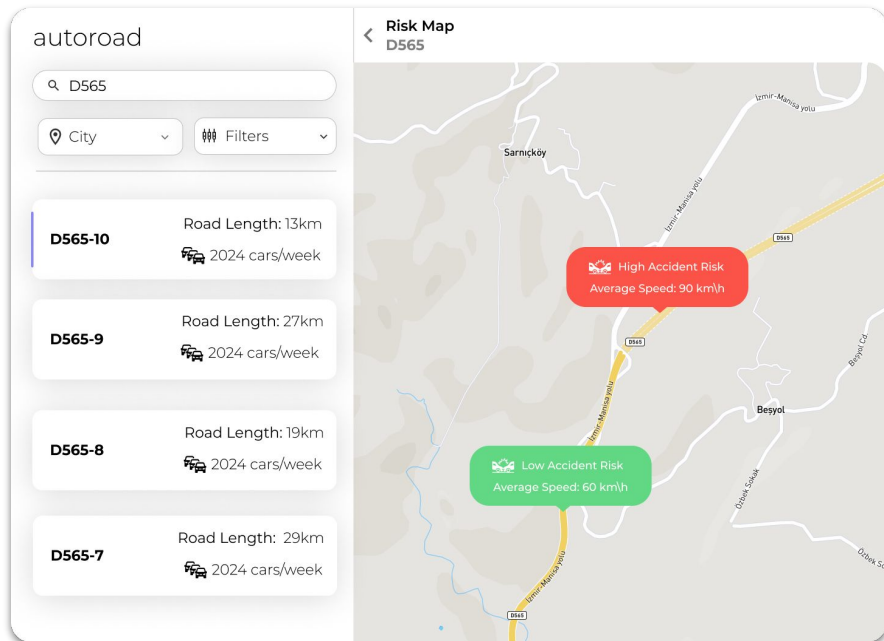 autoroad
D565
City
Filters
D565-10
Road Length: 13km
2024 cars/week
D565-9
Road Length: 27km
2024 cars/week
D565-8
Road Length: 19km
2024 cars/week
D565-7
Road Length: 29km
2024 cars/week
Risk Map
D565
İzmir-Manisa yolu
Sarnıçköy
İzmir-Manisa yolu
D565
High Accident Risk
Average Speed: 90 km\h
D565
Beşyol Cd.
Beşyol
İzmir-Manisa yolu
Low Accident Risk
Average Speed: 60 km\h
Özbek Sokak
Özbek So
İzmir-Manisa yolu
D565